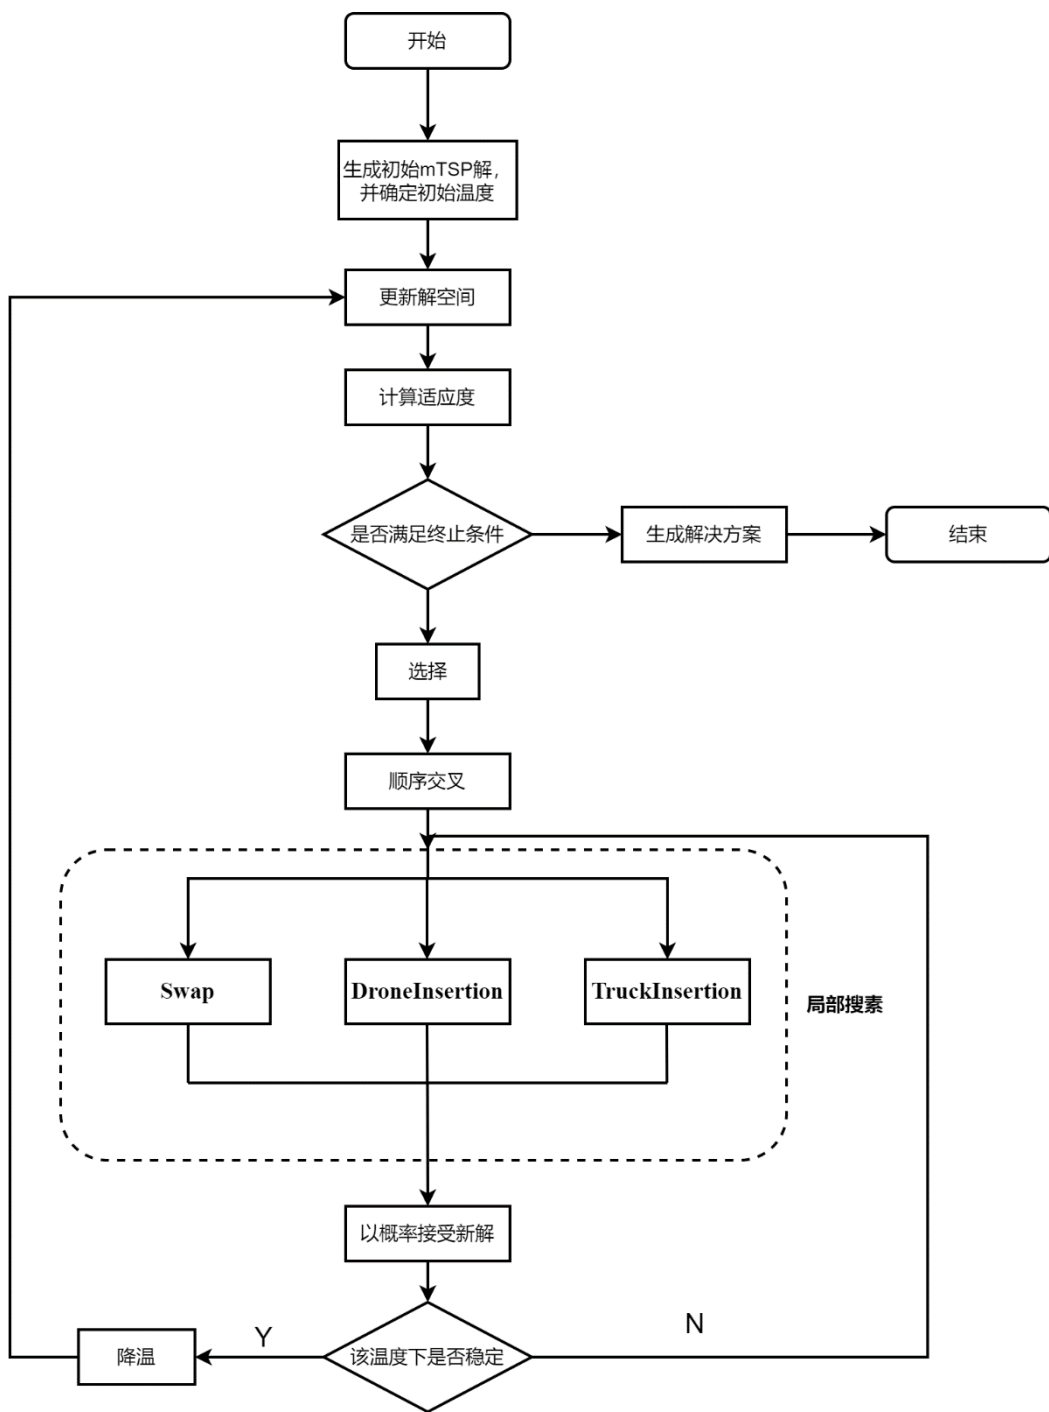 开始
生成初始mTSP解，
并确定初始温度
更新解空间
计算适应度
是否满足终止条件
生成解决方案
结束
选择
顺序交叉
Swap
DroneInsertion
TruckInsertion
局部搜素
以概率接受新解
该温度下是否稳定
Y
N
降温